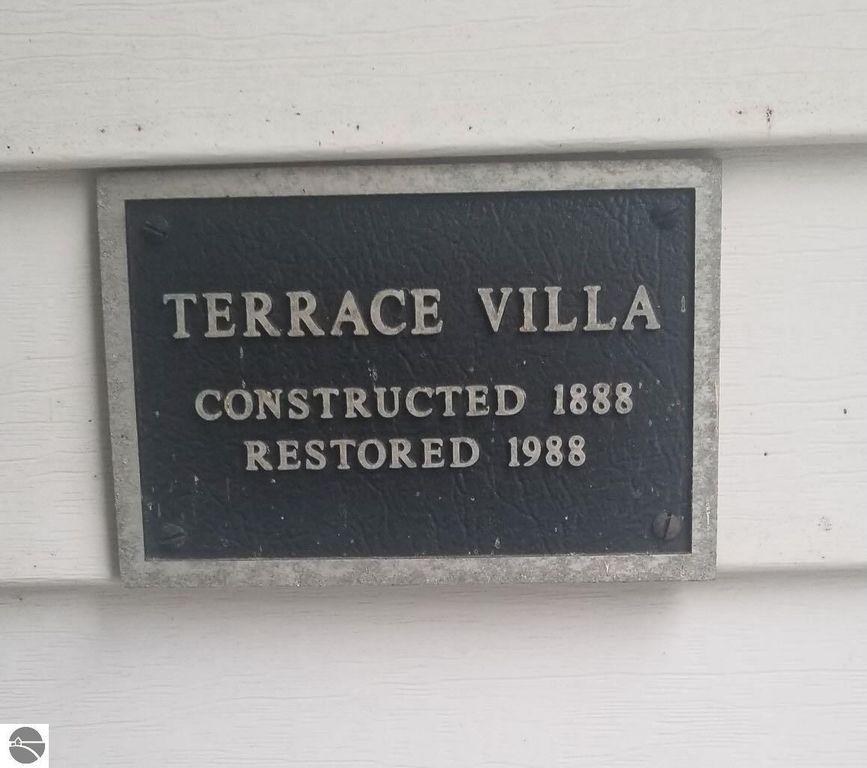 TERRACE VILLA
CONSTRUCTED 1888
RESTORED 1988